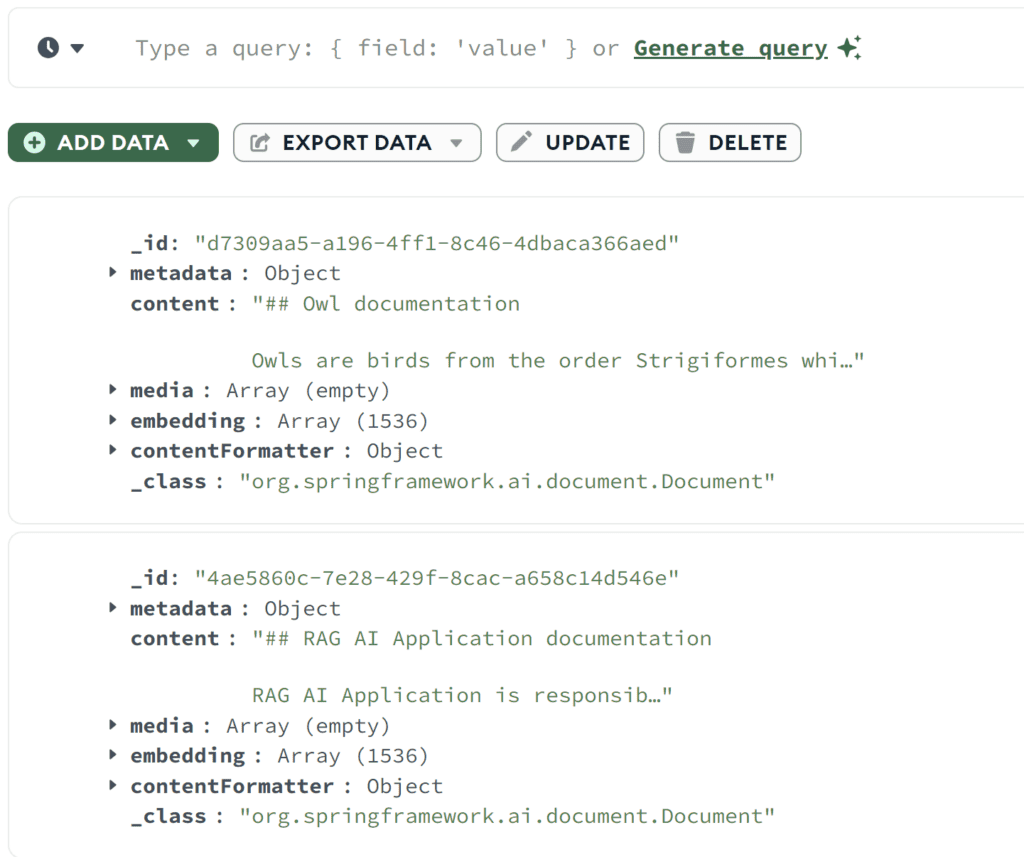 Type a query: { field: 'value' } or Generate query
ADD DATA EXPORT DATA UPDATE DELETE
_id: "d7309aa5-a196-4ff1-8c46-4dbaca366aed"
metadata : Object
content : "## Owl documentation
Owls are birds from the order Strigiformes whi…"
media : Array (empty)
embedding : Array (1536)
contentFormatter : Object
_class : "org.springframework.ai.document.Document"
_id: "4ae5860c-7e28-429f-8cac-a658c14d546e"
metadata : Object
content : "## RAG AI Application documentation
RAG AI Application is responsib…"
media : Array (empty)
embedding : Array (1536)
contentFormatter : Object
_class : "org.springframework.ai.document.Document"